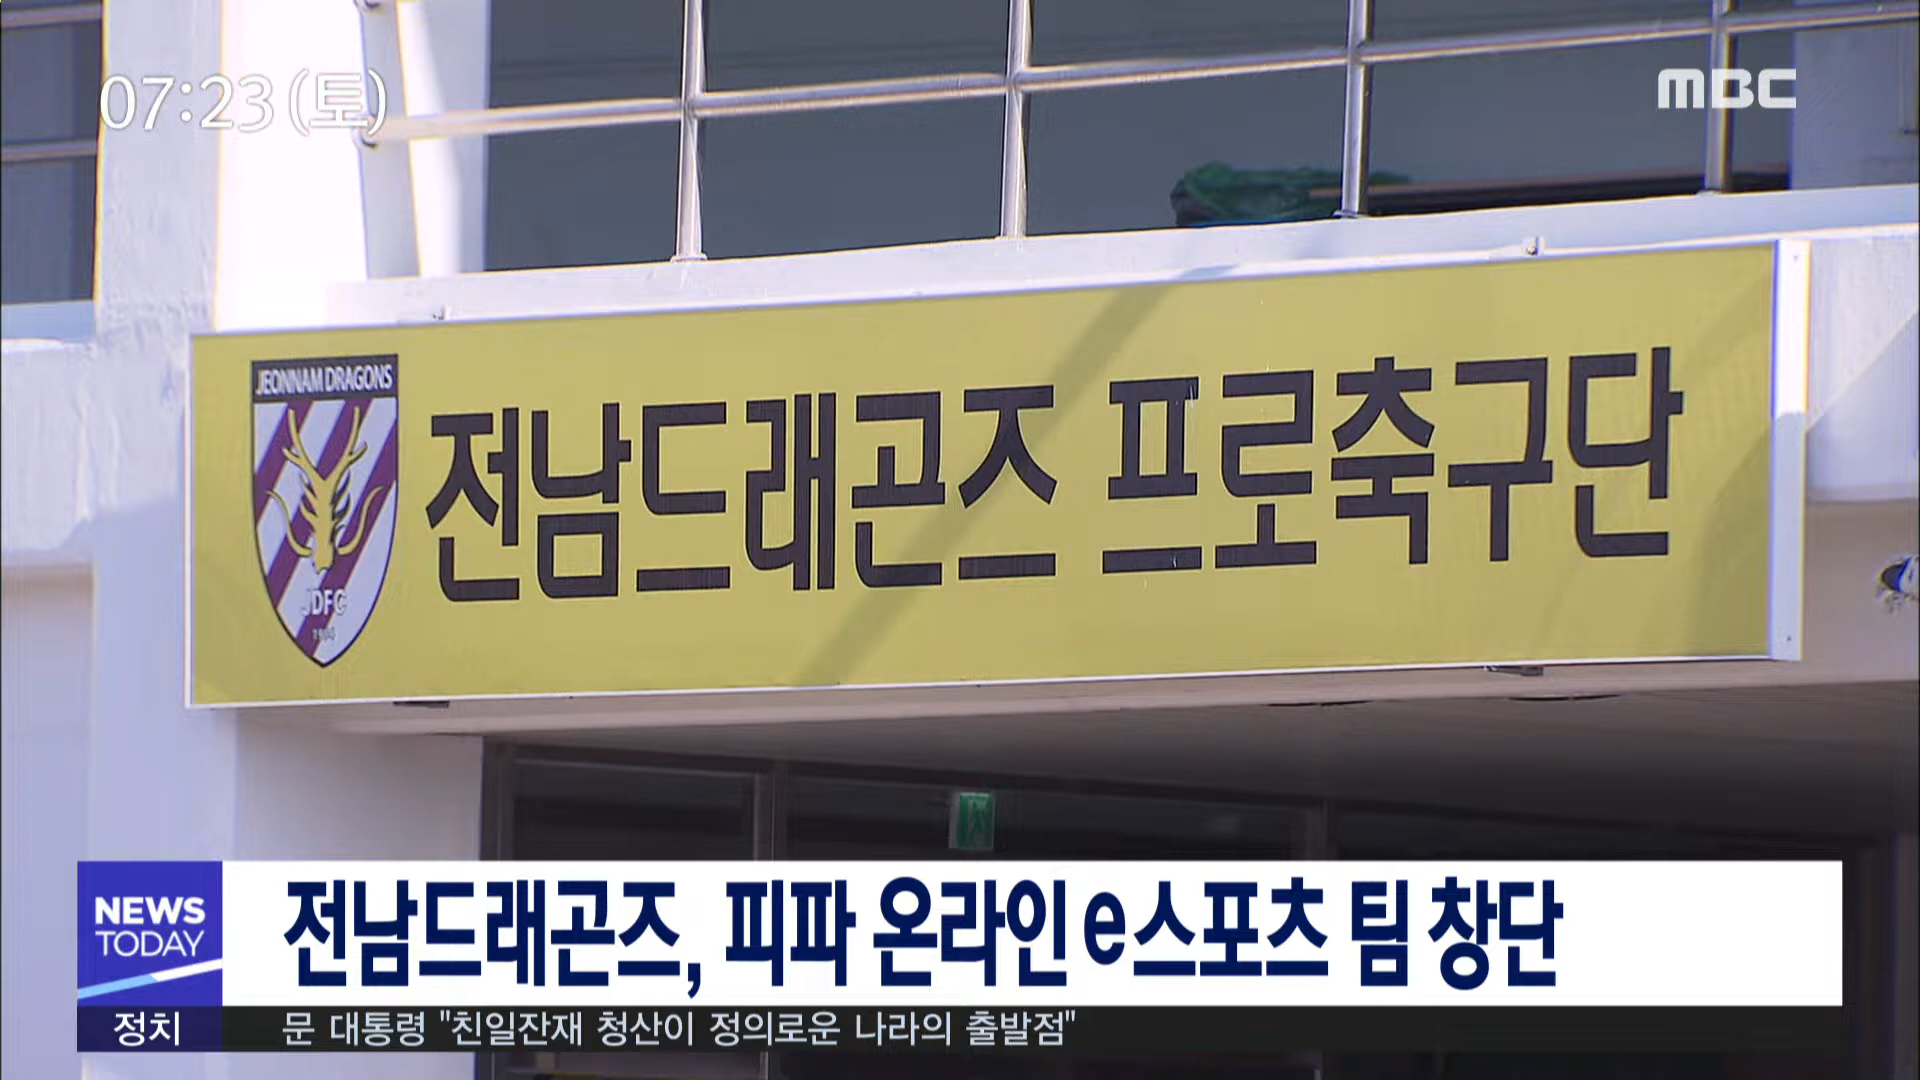 07:23 (토)
MBC
JEONNAM DRAGONS
전남드래곤즈 프로축구단
JDFC
NEWS
TODAY
전남드래곤즈, 피파 온라인 e스포츠 팀 창단
정치
문 대통령 "친일잔재 청산이 정의로운 나라의 출발점"